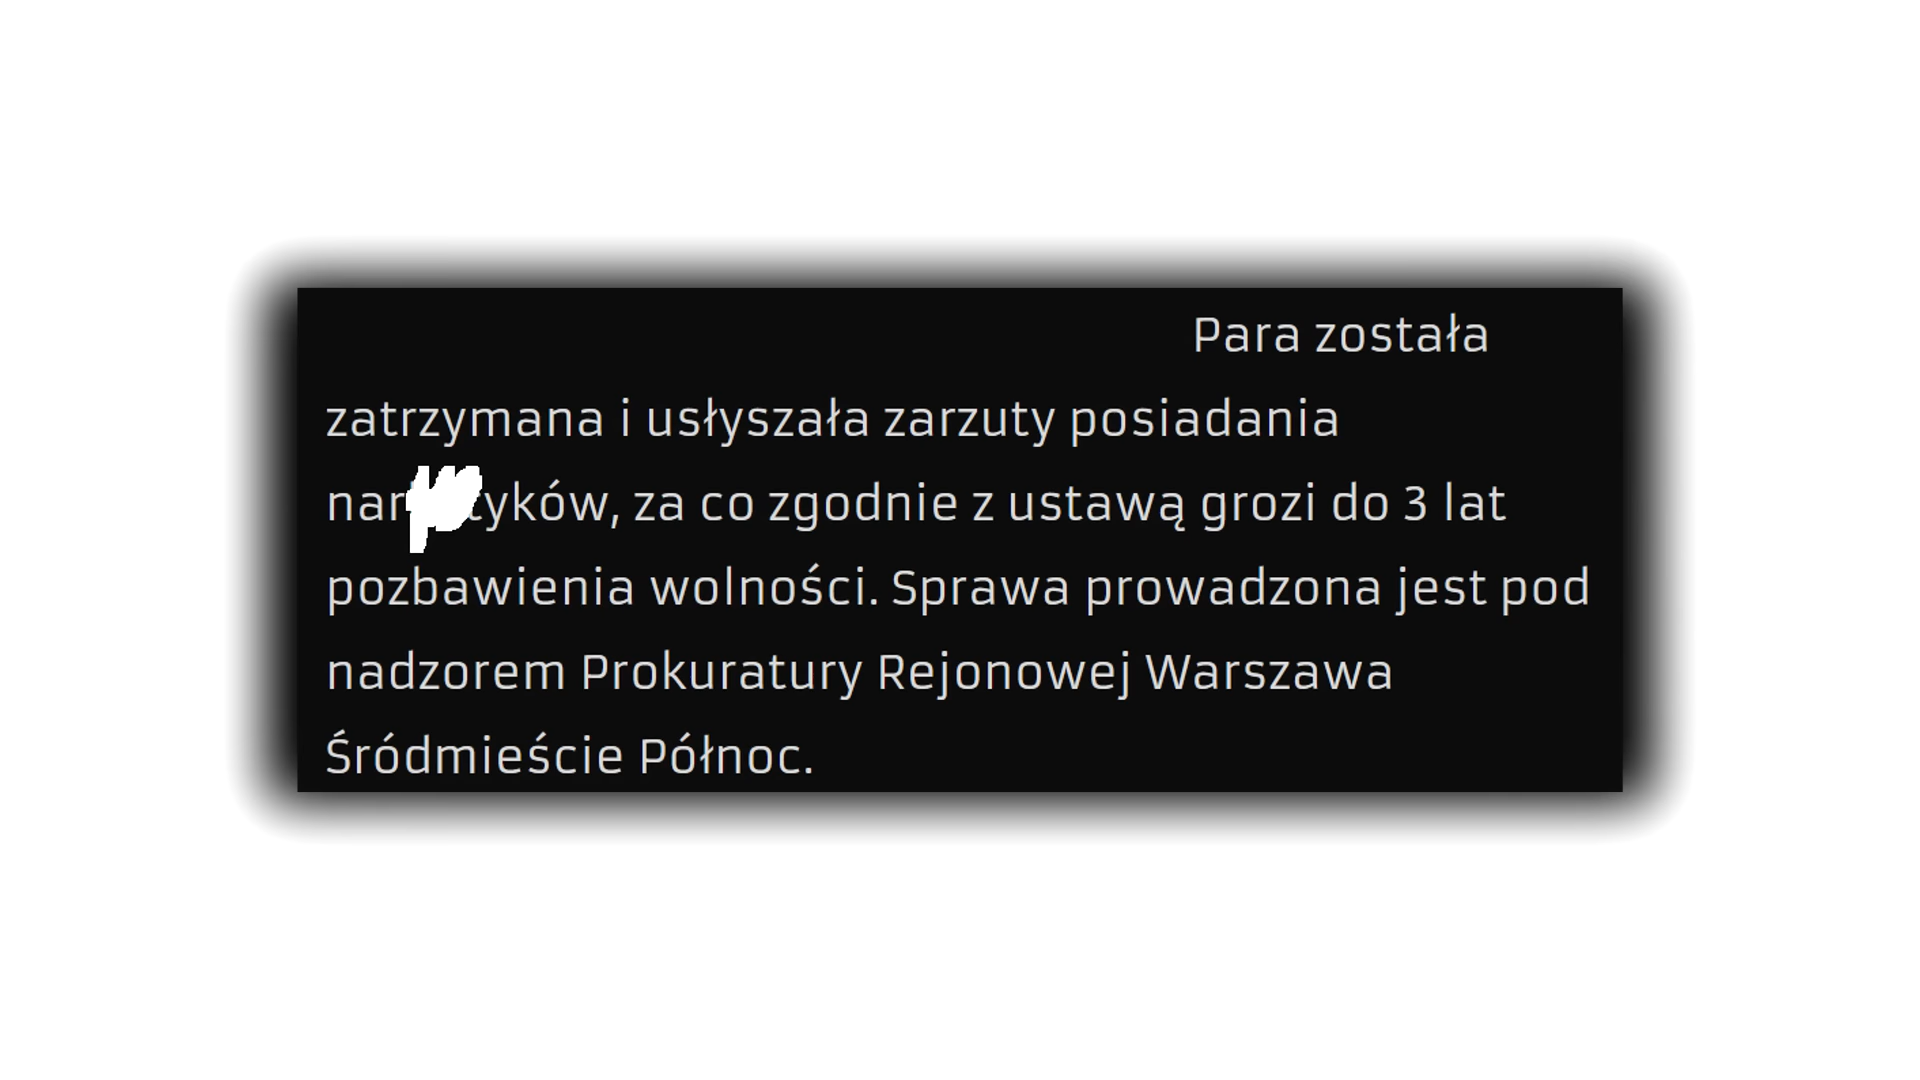 Para została
zatrzymana i usłyszała zarzuty posiadania
za co zgodnie z ustawą grozi do 3 lat
pozbawienia wolności. Sprawa prowadzona jest pod
nadzorem Prokuratury Rejonowej Warszawa
Śródmieście Północ.